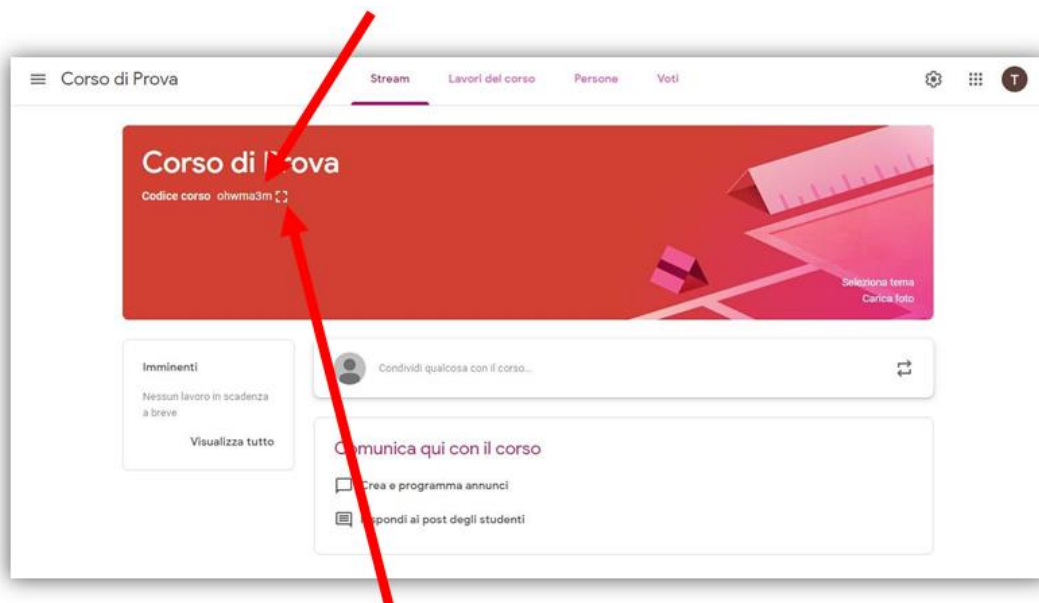 Corso di Prova
Stream Lavori del corso Persone Voti
T
Corso di Prova
Codice corso ohwma3m
Seleziona tema
Carica foto
Imminenti
Nessun lavoro in scadenza
a breve
Visualizza tutto
Condividi qualcosa con il corso...
Comunica qui con il corso
Crea e programma annunci
Rispondi ai post degli studenti